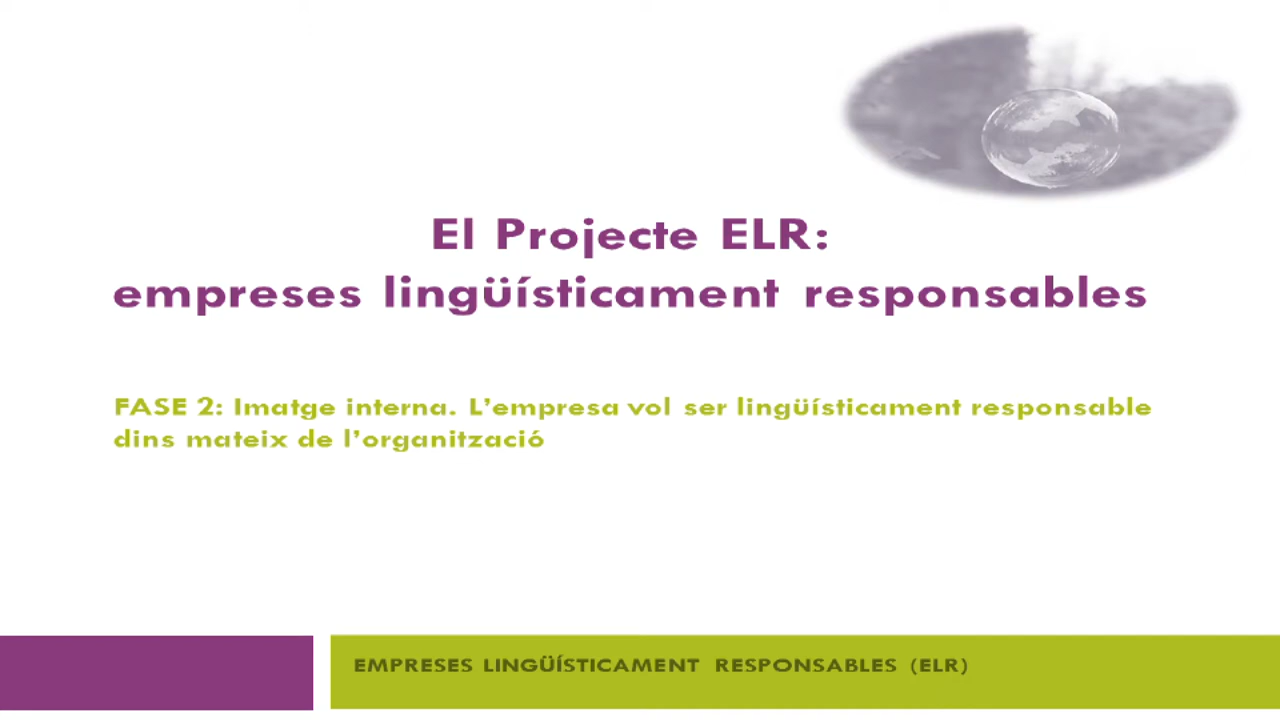 El Projecte ELR:
empreses lingüísticament responsables
FASE 2: Imatge interna. L’empresa vol ser lingüísticament responsable
dins mateix de l’organització
EMPRESES LINGÜÍSTICAMENT RESPONSABLES (ELR)